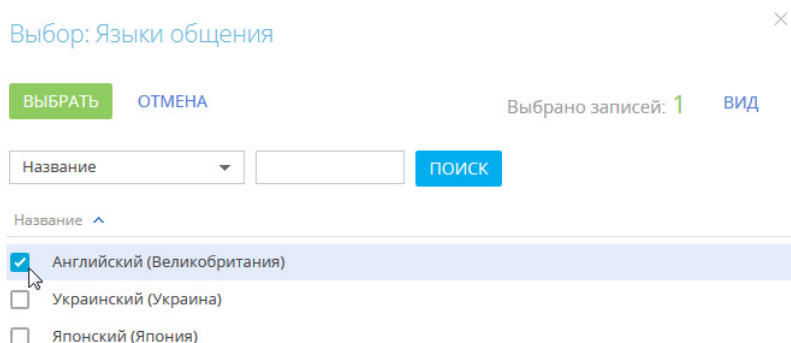 Выбор: Языки общения
ВЫБРАТЬ ОТМЕНА Выбрано записей: 1 ВИД
Название ПОИСК
Название
Английский (Великобритания)
Украинский (Украина)
Японский (Япония)